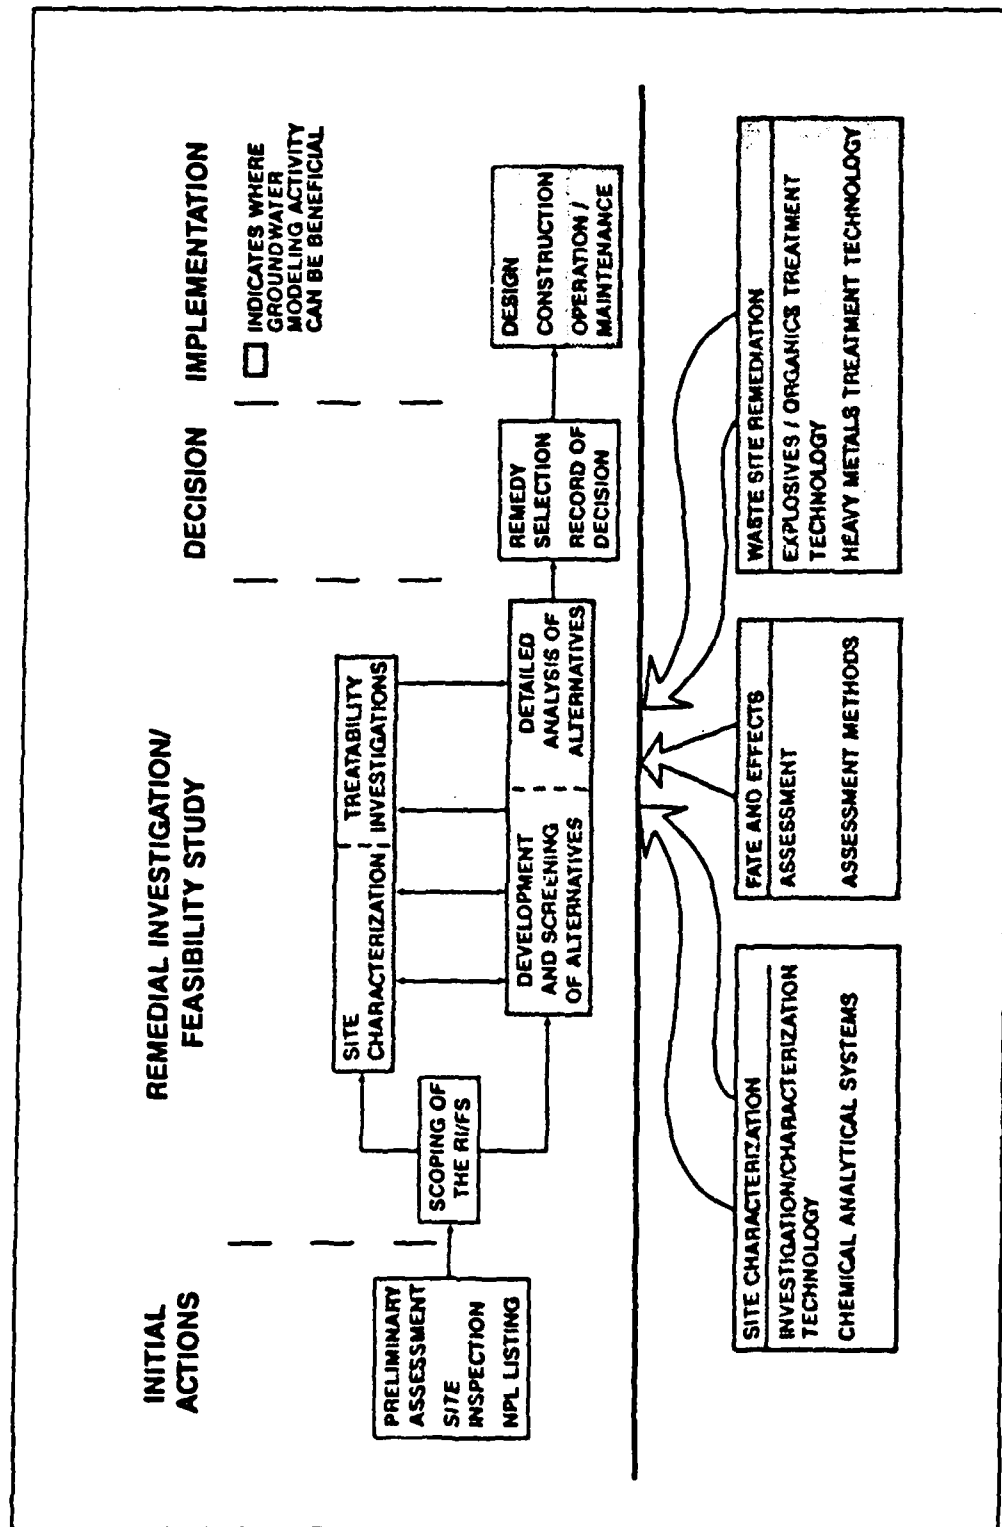 INITIAL
ACTIONS
REMEDIAL INVESTIGATION/
FEASIBILITY STUDY
DECISION
IMPLEMENTATION
INDICATES WHERE
GROUNDWATER
MODELING ACTIVITY
CAN BE BENEFICIAL
PRELIMINARY
ASSESSMENT
SITE
INSPECTION
NPL LISTING
SCOPING OF
THE RI/FS
SITE
CHARACTERIZATION
TREATABILITY
INVESTIGATIONS
DEVELOPMENT
AND SCREENING
OF ALTERNATIVES
DETAILED
ANALYSIS OF
ALTERNATIVES
REMEDY
SELECTION
RECORD OF
DECISION
DESIGN
CONSTRUCTION
OPERATION /
MAINTENANCE
SITE CHARACTERIZATION
INVESTIGATION/CHARACTERIZATION
TECHNOLOGY
CHEMICAL ANALYTICAL SYSTEMS
FATE AND EFFECTS
ASSESSMENT
ASSESSMENT METHODS
WASTE SITE REMEDIATION
EXPLOSIVES / ORGANICS TREATMENT
TECHNOLOGY
HEAVY METALS TREATMENT TECHNOLOGY